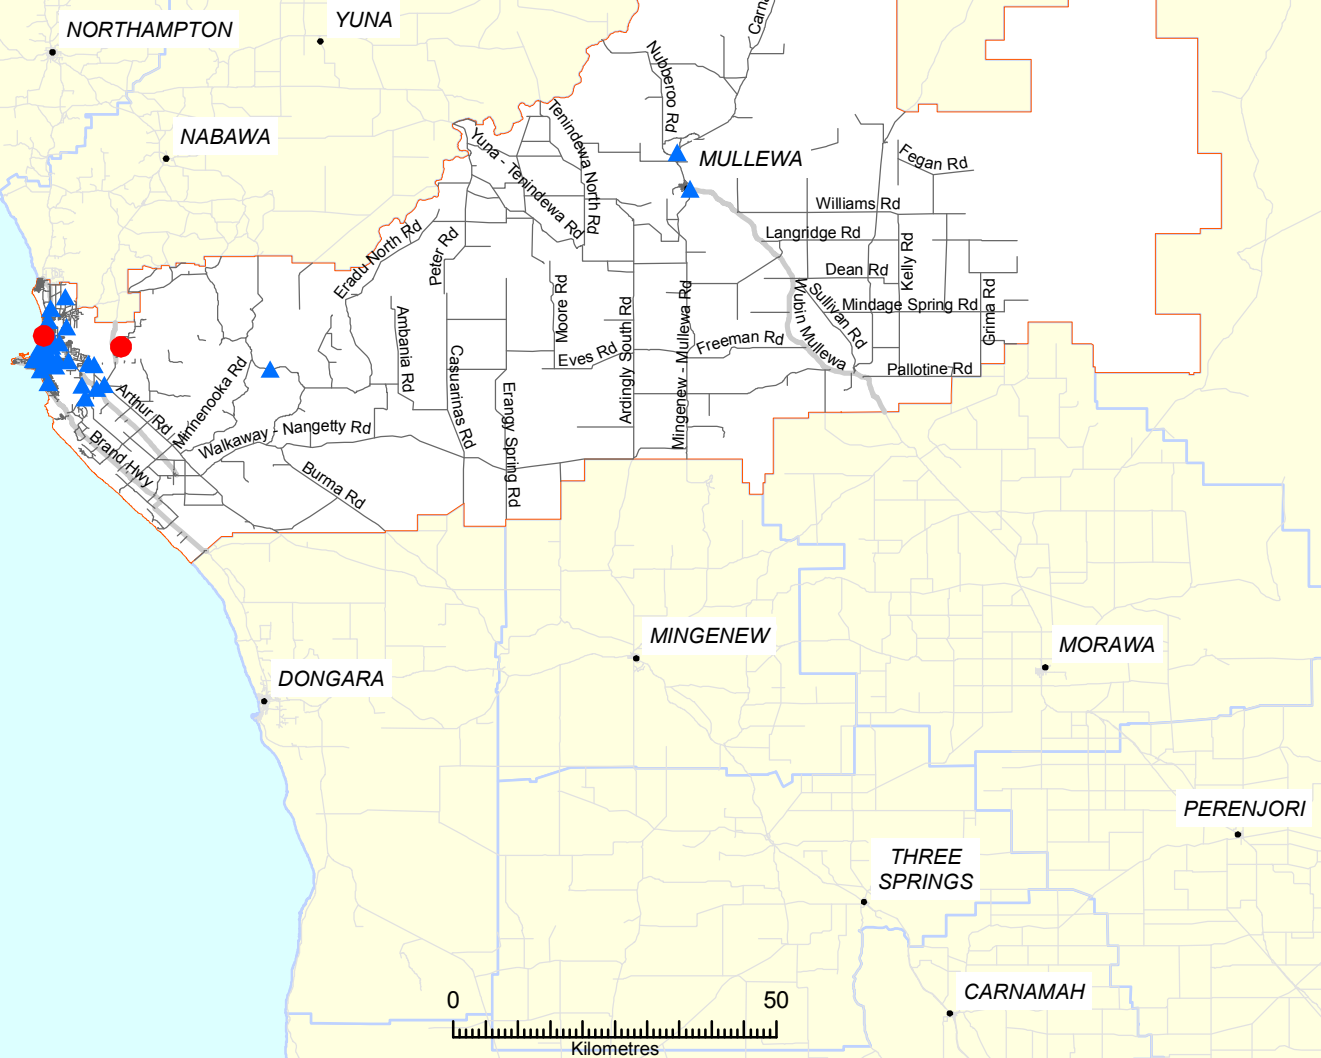 YUNA
NORTHAMPTON
Carna
Nubberoo Rd
NABAWA
Tenindewa North Rd
Yuna - Tenindewa Rd
MULLEWA
Fegan Rd
Williams Rd
Langridge Rd
Kelly Rd
Dean Rd
Eradu North Rd
Peter Rd
Moore Rd
Ardingly South Rd
Mingenew - Mullewa Rd
Wubin Mullewa
Sullivan Rd
Mindage Spring Rd
Grima Rd
Ambania Rd
Casuarinas Rd
Eves Rd
Freeman Rd
Pallotine Rd
Minnenooka Rd
Arthur Rd
Erangy Spring Rd
Walkaway - Nangetty Rd
Brand Hwy
Burma Rd
MINGENEW
MORAWA
DONGARA
PERENJORI
THREE
SPRINGS
CARNAMAH
0 50
Kilometres